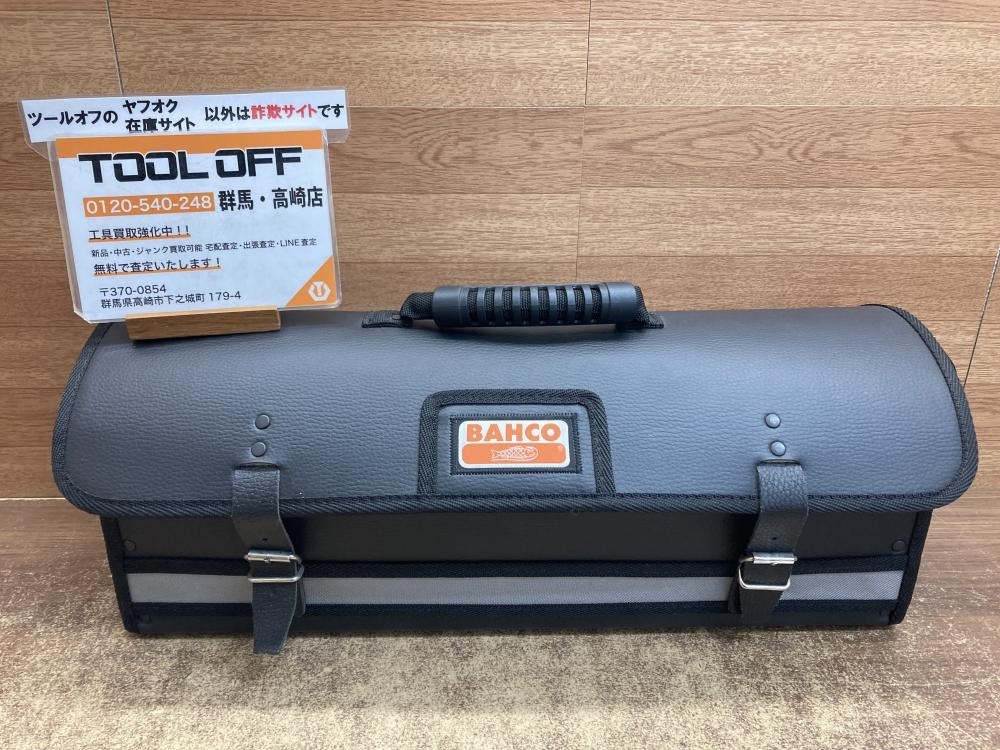 ツールオフの ヤフオク 在庫サイト 以外は詐欺サイトです
TOOL OFF
0120-540-248 群馬・高崎店
工具買取強化中！！
新品・中古・ジャンク買取可能 宅配査定・出張査定・LINE査定
無料で査定いたします！
〒370-0854
群馬県高崎市下之城町 179-4
BAHCO